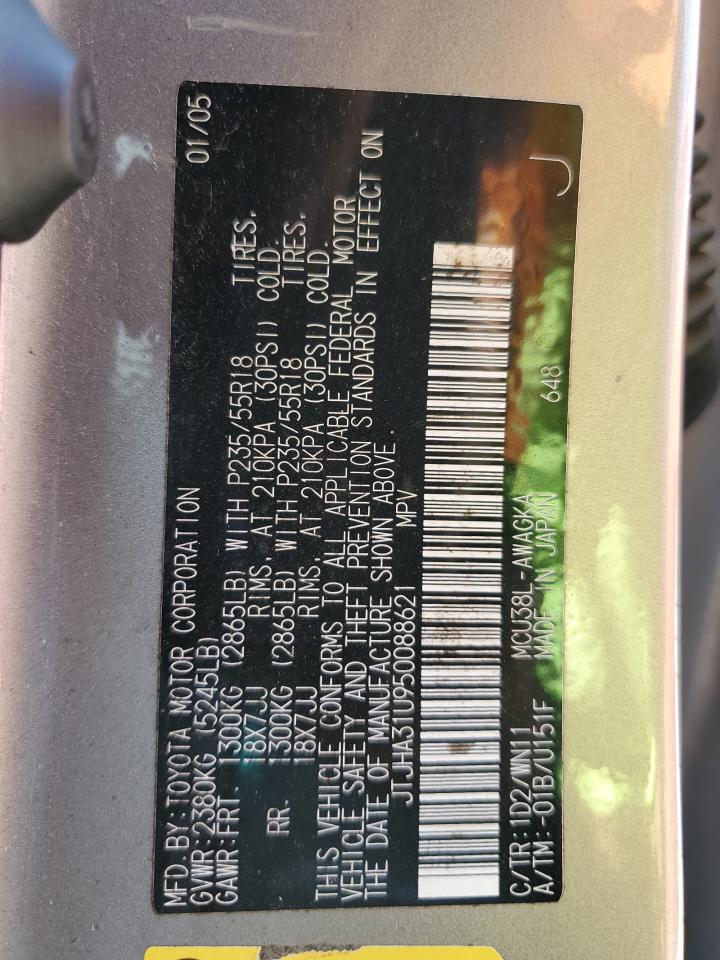 MFD. BY: TOYOTA MOTOR CORPORATION 01/05
GVWR: 2380KG (5245LB)
GAWR: FRT. 1300KG (2865LB) WITH P235/55R18 TIRES,
18X7JJ RIMS, AT 210KPA (30PSI) COLD.
RR. 1300KG (2865LB) WITH P235/55R18 TIRES,
18X7JJ RIMS, AT 210KPA (30PSI) COLD.
THIS VEHICLE CONFORMS TO ALL APPLICABLE FEDERAL MOTOR
VEHICLE SAFETY AND THEFT PREVENTION STANDARDS IN EFFECT ON
THE DATE OF MANUFACTURE SHOWN ABOVE.
JTJHA31U950088621 MPV
C/TR: 1D2/WN11 MCU38L-AWAGKA
A/TM: -01B/U151F MADE IN JAPAN 648 J